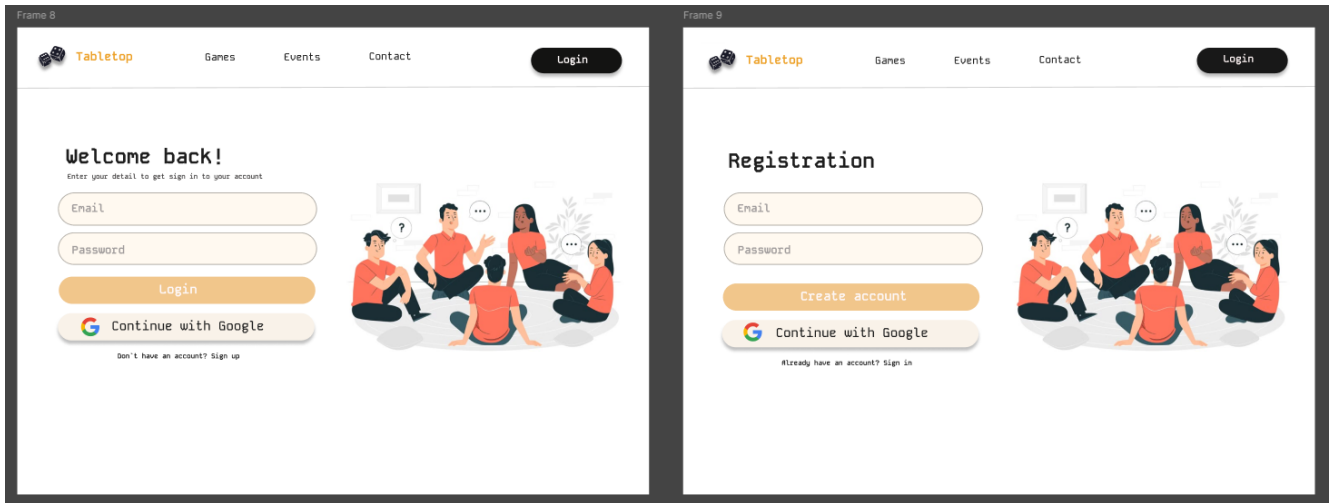 Frame 8
Tabletop Games Events Contact Login
Welcome back!
Enter your detail to get sign in to your account
Email
Password
Login
Continue with Google
Don't have an account? Sign up
?
...
...
Frame 9
Tabletop Games Events Contact Login
Registration
Email
Password
Create account
Continue with Google
Already have an account? Sign in
?
...
...